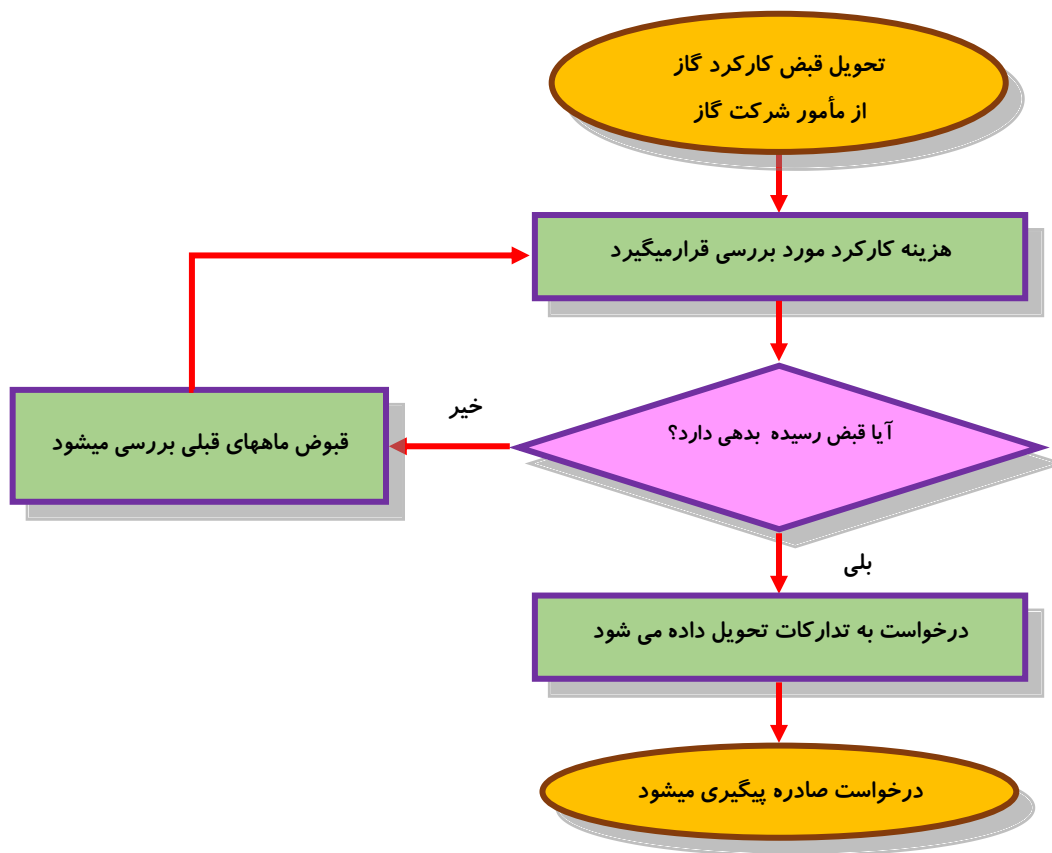 تحویل قبض کارکرد گاز
از مأمور شرکت گاز
هزینه کارکرد مورد بررسی قرارمیگیرد
آیا قبض رسیده بدهی دارد؟
خیر
قبوض ماههای قبلی بررسی میشود
بلی
درخواست به تدارکات تحویل داده می شود
درخواست صادره پیگیری میشود